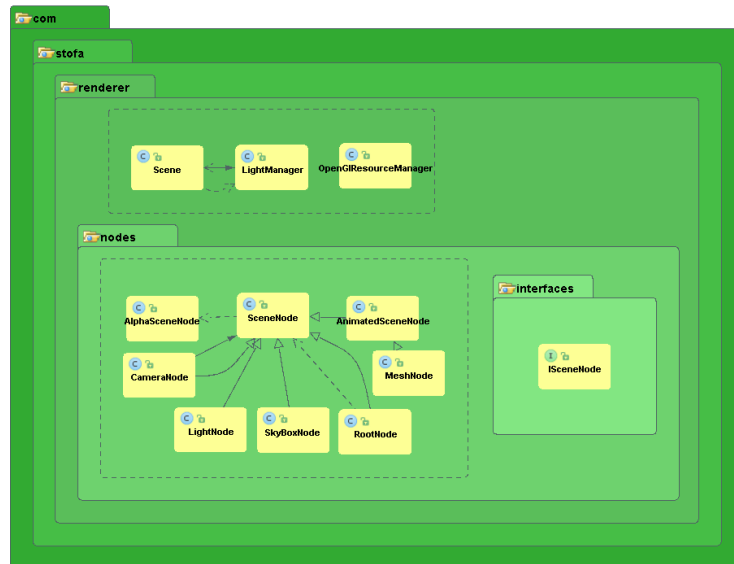 com
stofa
renderer
C
Scene
C
LightManager
C
OpenGlResourceManager
nodes
C
AlphaSceneNode
C
SceneNode
C
AnimatedSceneNode
C
CameraNode
C
MeshNode
C
LightNode
C
SkyBoxNode
C
RootNode
interfaces
I
ISceneNode